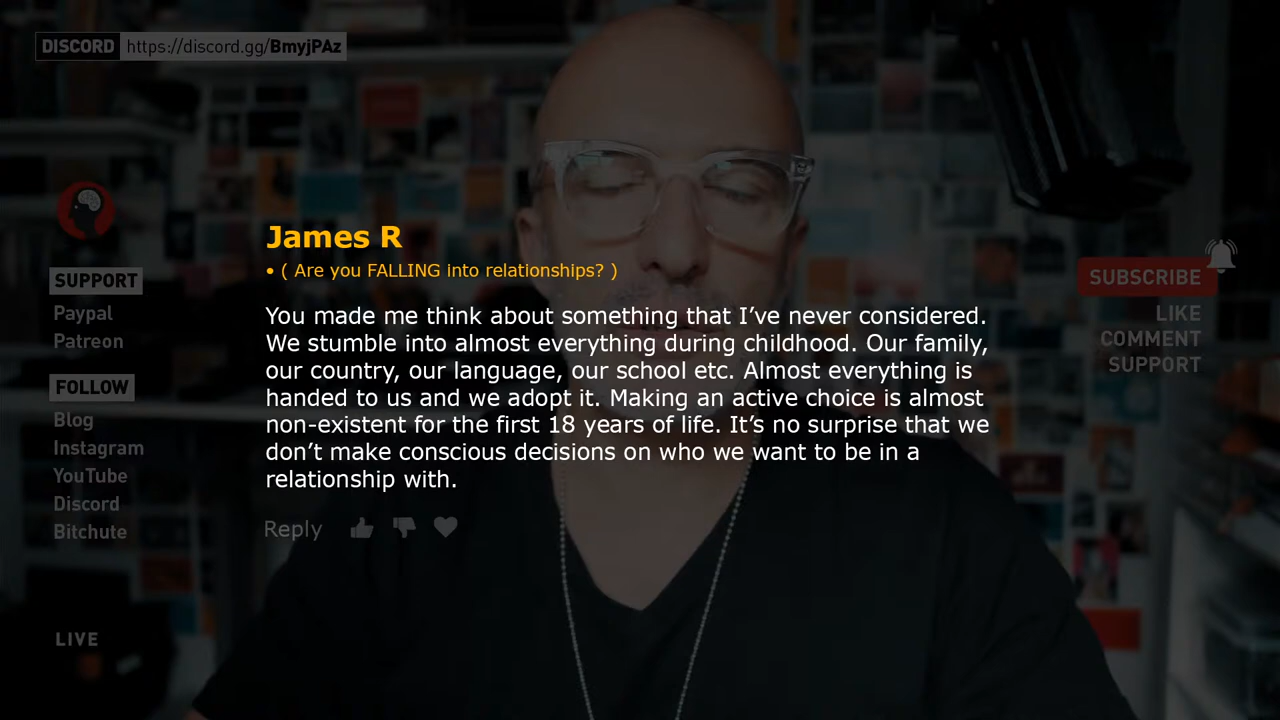 DISCORD https://discord.gg/BmyjPAz
James R
• ( Are you FALLING into relationships? )
You made me think about something that I’ve never considered.
We stumble into almost everything during childhood. Our family,
our country, our language, our school etc. Almost everything is
handed to us and we adopt it. Making an active choice is almost
non-existent for the first 18 years of life. It’s no surprise that we
don’t make conscious decisions on who we want to be in a
relationship with.
Reply
SUPPORT
Paypal
Patreon
FOLLOW
Blog
Instagram
YouTube
Discord
Bitchute
LIVE
SUBSCRIBE
LIKE
COMMENT
SUPPORT